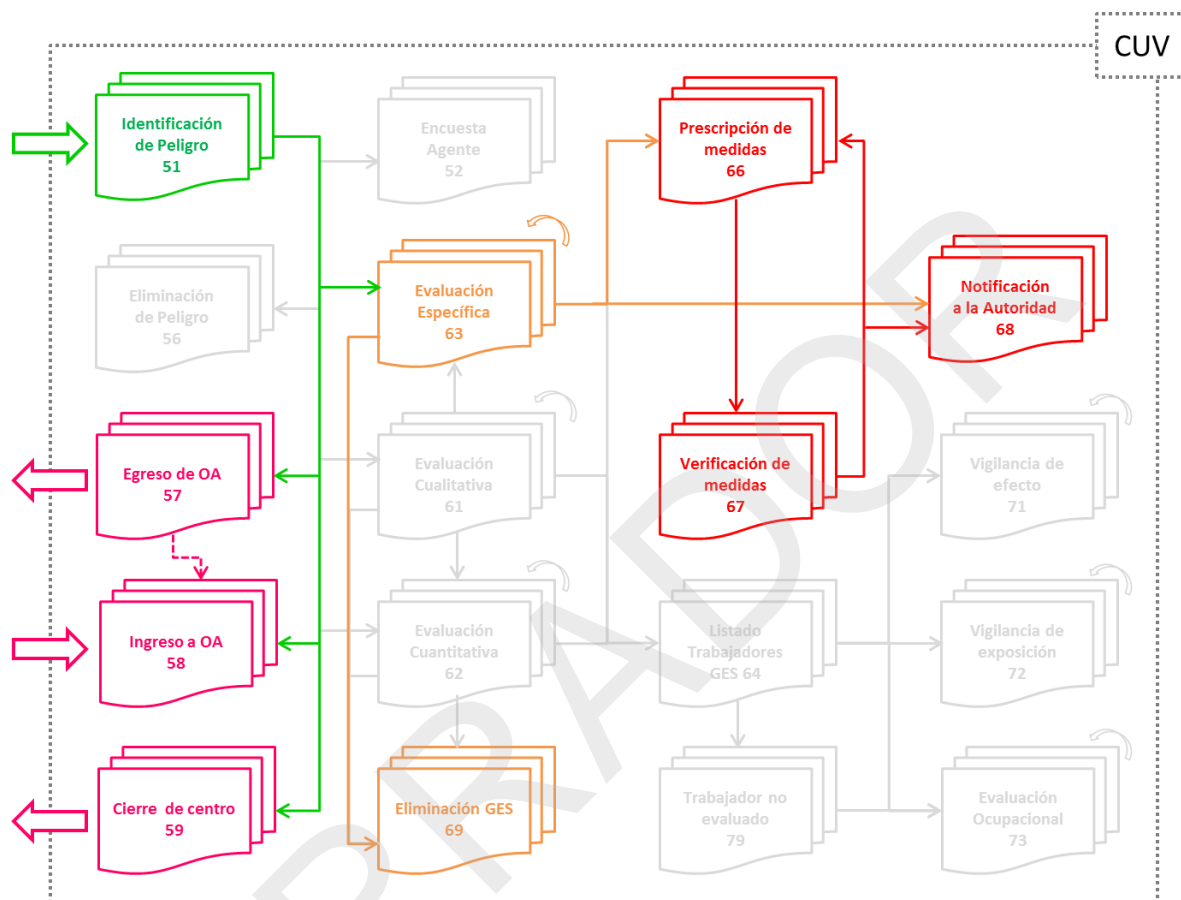 CUV
Identificación
de Peligro
51
Encuesta
Agente
52
Prescripción de
medidas
66
Eliminación
de Peligro
56
Evaluación
Específica
63
Notificación
a la Autoridad
68
Egreso de OA
57
Evaluación
Cualitativa
61
Verificación de
medidas
67
Vigilancia de
efecto
71
Ingreso a OA
58
Evaluación
Cuantitativa
62
Listado
Trabajadores
GES 64
Vigilancia de
exposición
72
Cierre de centro
59
Eliminación GES
69
Trabajador no
evaluado
79
Evaluación
Ocupacional
73
RRADOR